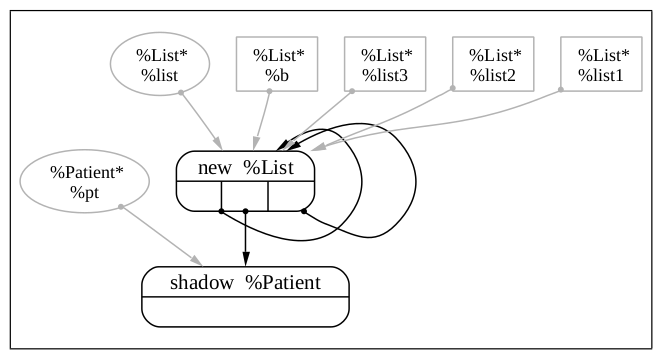 %List*
%list
%List*
%b
%List*
%list3
%List*
%list2
%List*
%list1
new %List
%Patient*
%pt
shadow %Patient